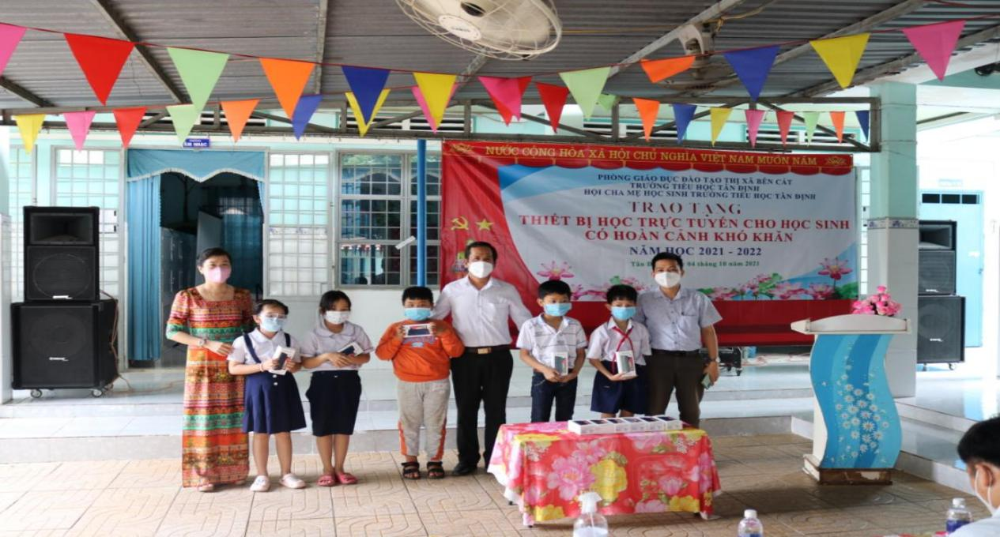 NƯỚC CỘNG HÒA XÃ HỘI CHỦ NGHĨA VIỆT NAM MUÔN NĂM
PHÒNG GIÁO DỤC ĐÀO TẠO THỊ XÃ BẾN CÁT
TRƯỜNG TIỂU HỌC TÂN ĐỊNH
HỘI CHA MẸ HỌC SINH TRƯỜNG TIỂU HỌC TÂN ĐỊNH
TRAO TẶNG
THIẾT BỊ HỌC TRỰC TUYẾN CHO HỌC SINH
CÓ HOÀN CẢNH KHÓ KHĂN
NĂM HỌC 2021 - 2022
Tân 04 tháng 10 năm 2021